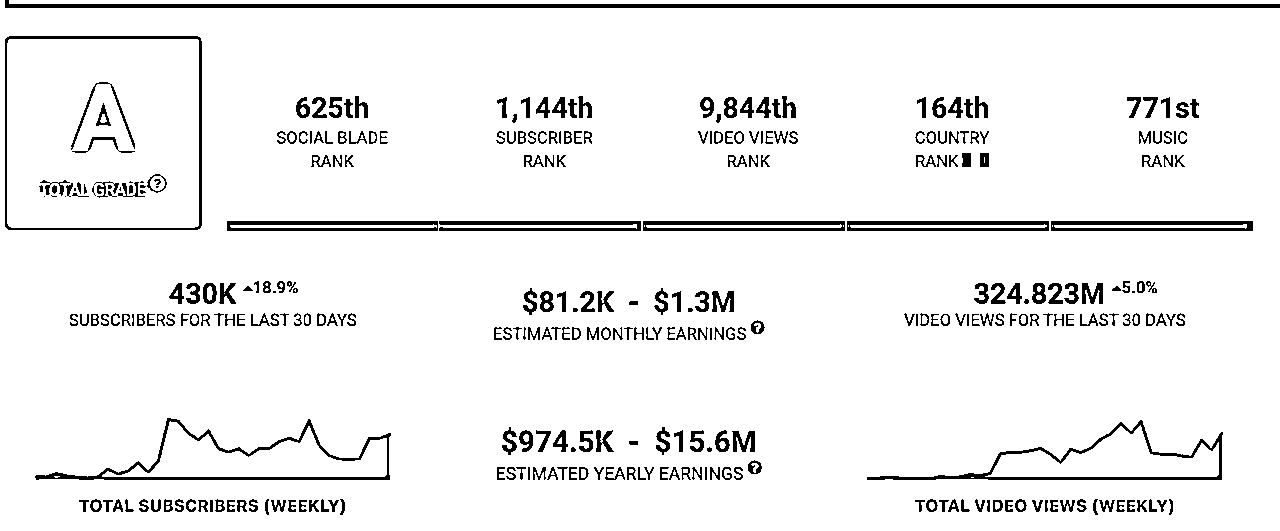 A
TOTAL GRADE ?
625th
SOCIAL BLADE
RANK
1,144th
SUBSCRIBER
RANK
9,844th
VIDEO VIEWS
RANK
164th
COUNTRY
RANK
771st
MUSIC
RANK
430K 18.9%
SUBSCRIBERS FOR THE LAST 30 DAYS
$81.2K - $1.3M
ESTIMATED MONTHLY EARNINGS ?
324.823M 5.0%
VIDEO VIEWS FOR THE LAST 30 DAYS
$974.5K - $15.6M
ESTIMATED YEARLY EARNINGS ?
TOTAL SUBSCRIBERS (WEEKLY)
TOTAL VIDEO VIEWS (WEEKLY)